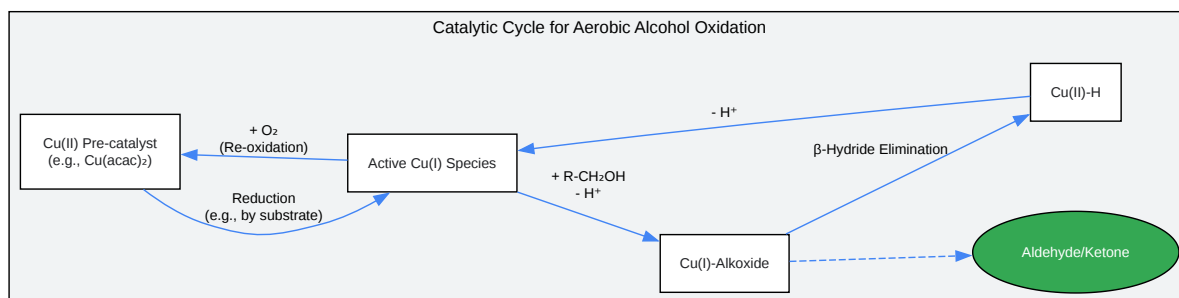 Catalytic Cycle for Aerobic Alcohol Oxidation
Cu(II)-H
- H⁺
Cu(II) Pre-catalyst
(e.g., Cu(acac)₂)
+ O₂
(Re-oxidation)
Active Cu(I) Species
β-Hydride Elimination
+ R-CH₂OH
- H⁺
Reduction
(e.g., by substrate)
Cu(I)-Alkoxide
Aldehyde/Ketone